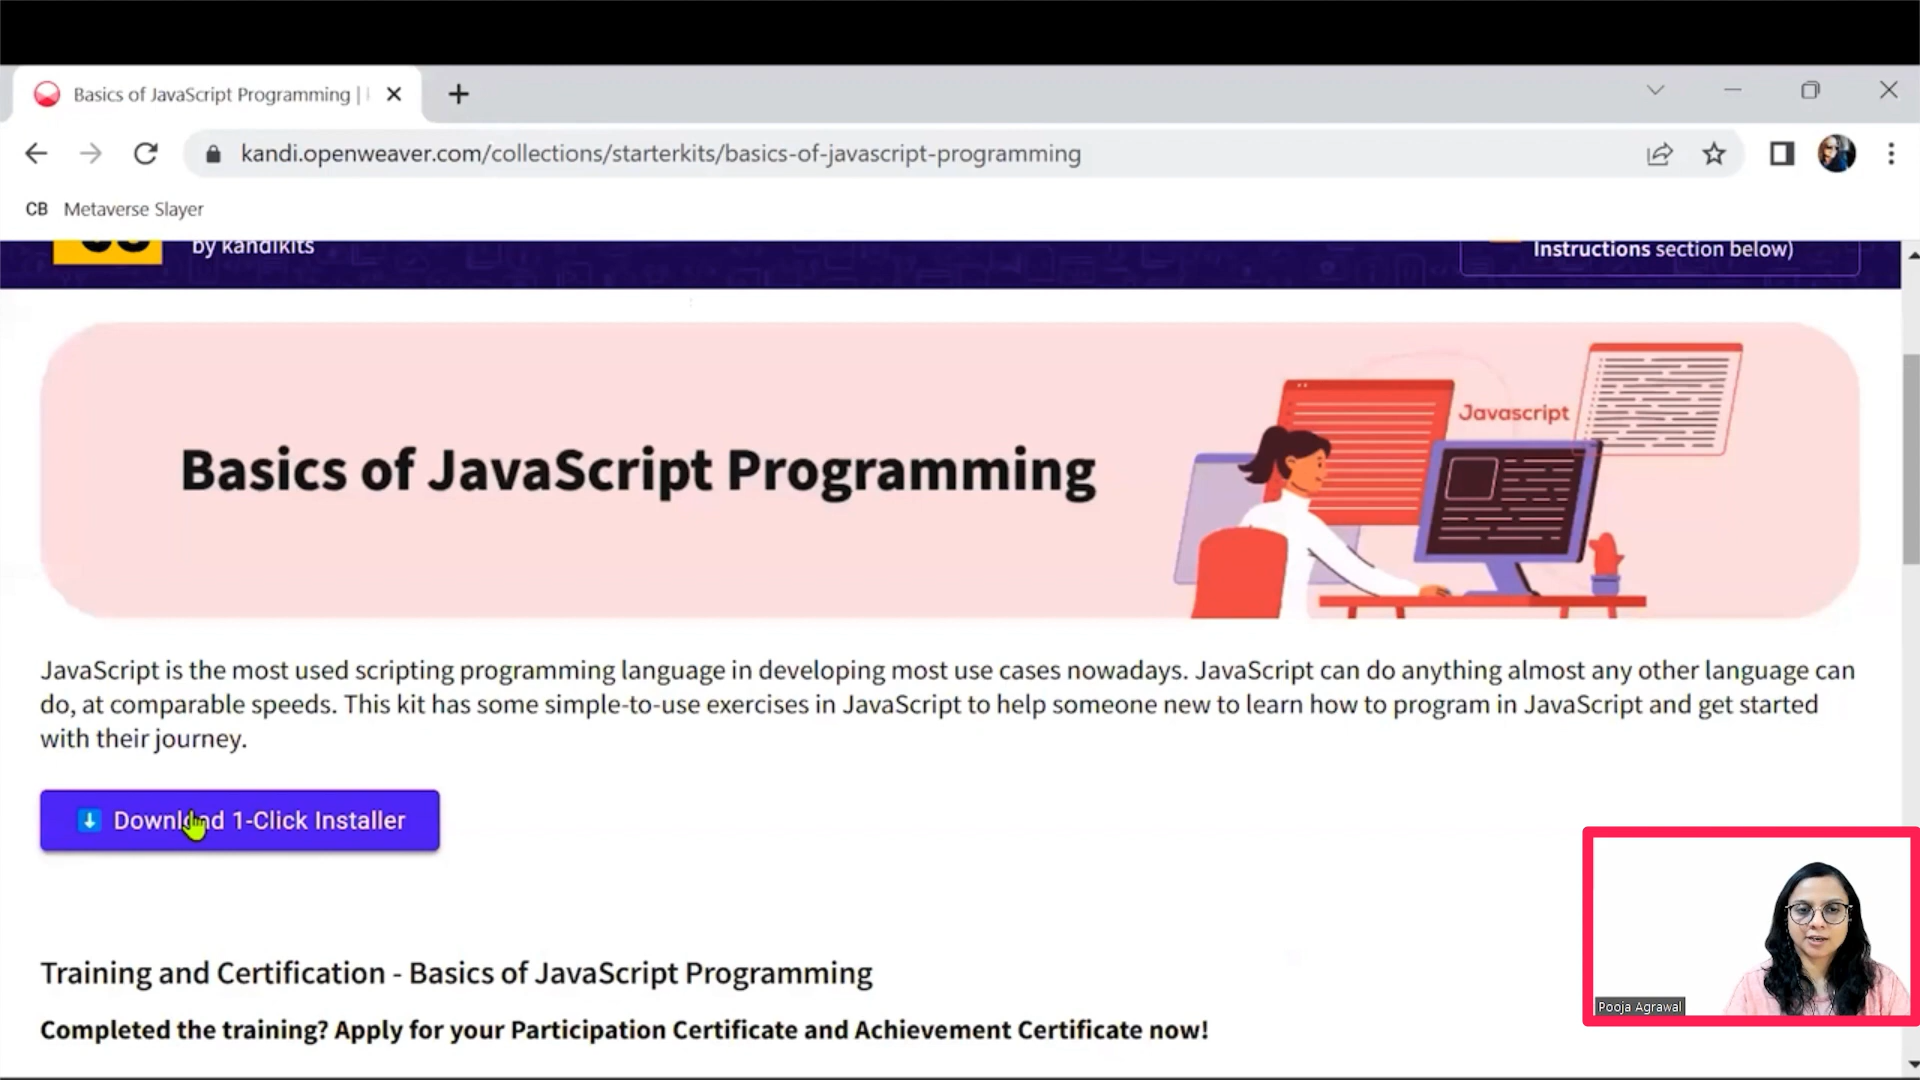 Basics of JavaScript Programming |
kandi.openweaver.com/collections/starterkits/basics-of-javascript-programming
CB Metaverse Slayer
by kandikits
Instructions section below)
Basics of JavaScript Programming
Javascript
JavaScript is the most used scripting programming language in developing most use cases nowadays. JavaScript can do anything almost any other language can
do, at comparable speeds. This kit has some simple-to-use exercises in JavaScript to help someone new to learn how to program in JavaScript and get started
with their journey.
Download 1-Click Installer
Training and Certification - Basics of JavaScript Programming
Completed the training? Apply for your Participation Certificate and Achievement Certificate now!
Pooja Agrawal